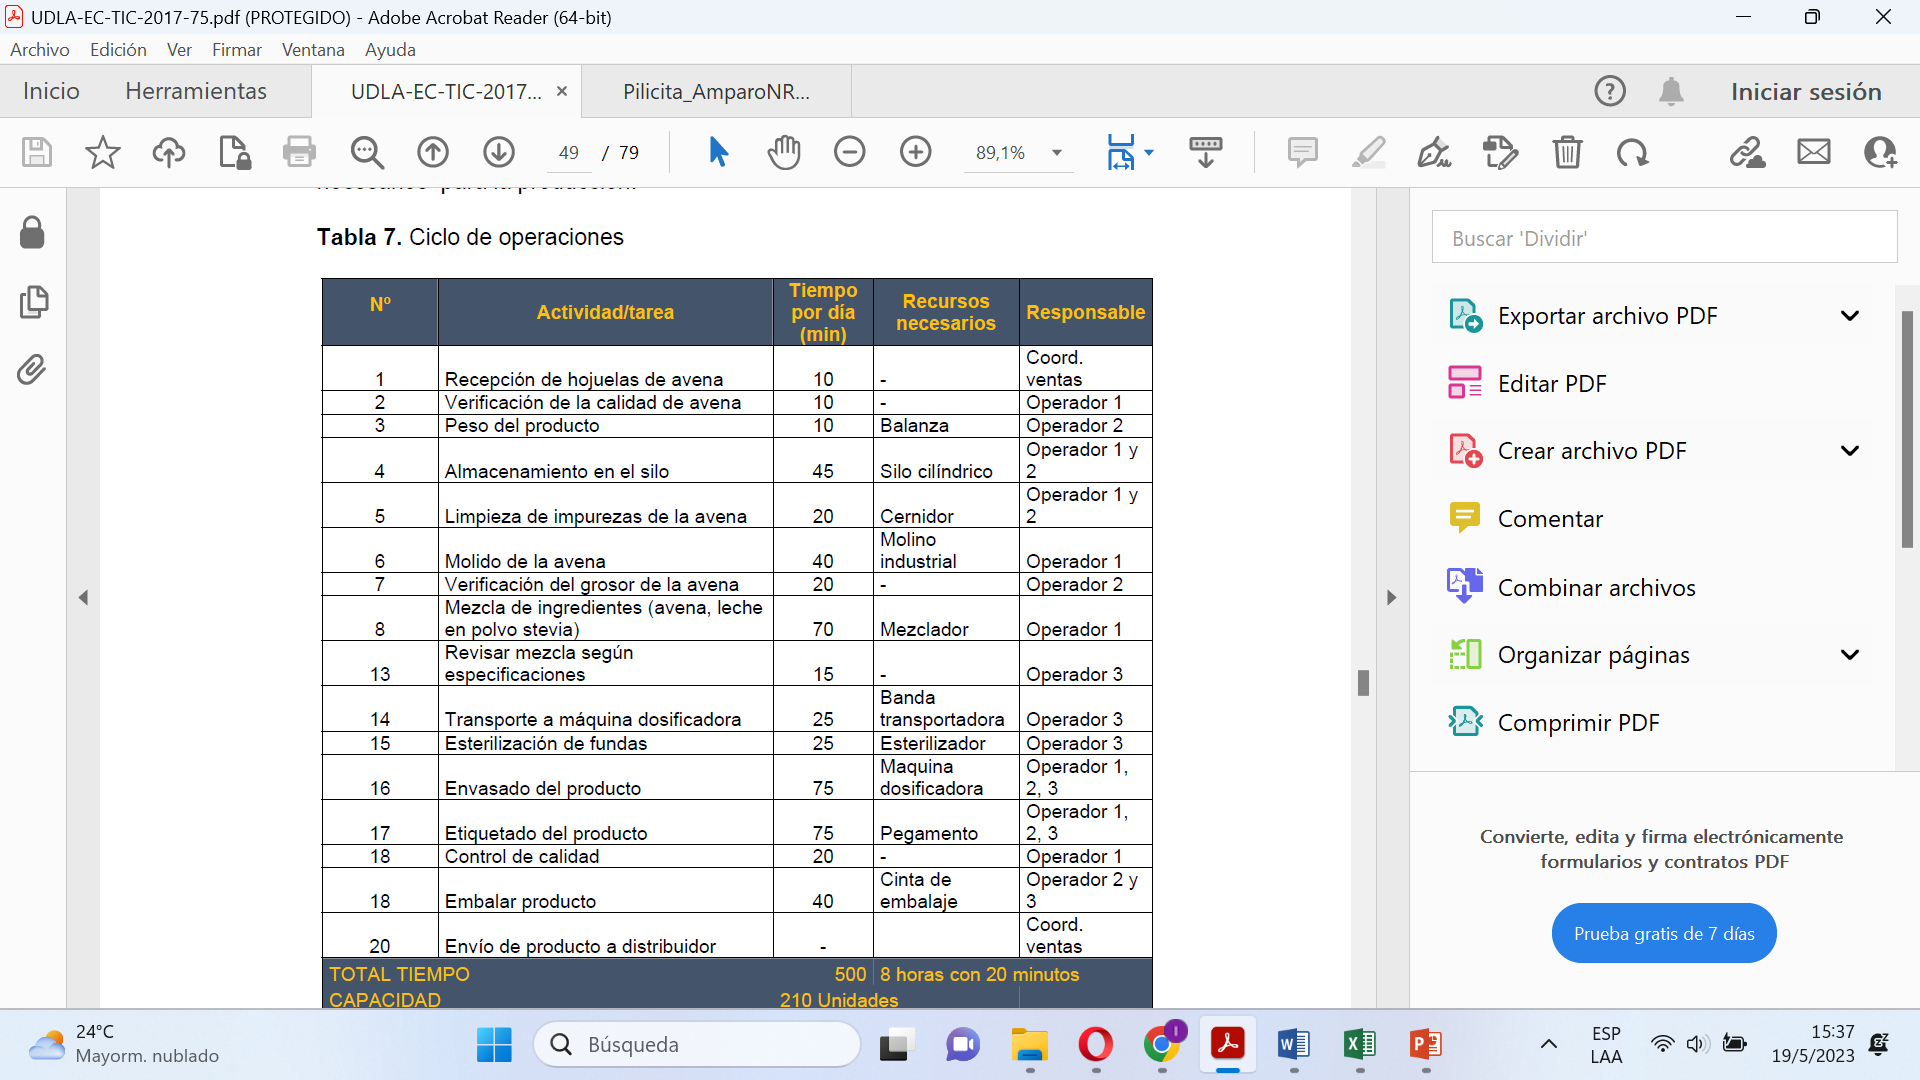 UDLA-EC-TIC-2017-75.pdf (PROTEGIDO) - Adobe Acrobat Reader (64-bit)
Archivo Edición Ver Firmar Ventana Ayuda
Inicio Herramientas UDLA-EC-TIC-2017... × Pilicita_AmparoNR... Iniciar sesión
49 / 79 89,1%
necesarios para la producción.
Tabla 7. Ciclo de operaciones
Nº Actividad/tarea Tiempo por día (min) Recursos necesarios Responsable
1 Recepción de hojuelas de avena 10 - Coord. ventas
2 Verificación de la calidad de avena 10 - Operador 1
3 Peso del producto 10 Balanza Operador 2
4 Almacenamiento en el silo 45 Silo cilíndrico Operador 1 y 2
5 Limpieza de impurezas de la avena 20 Cernidor Operador 1 y 2
6 Molido de la avena 40 Molino industrial Operador 1
7 Verificación del grosor de la avena 20 - Operador 2
8 Mezcla de ingredientes (avena, leche en polvo stevia) 70 Mezclador Operador 1
13 Revisar mezcla según especificaciones 15 - Operador 3
14 Transporte a máquina dosificadora 25 Banda transportadora Operador 3
15 Esterilización de fundas 25 Esterilizador Operador 3
16 Envasado del producto 75 Maquina dosificadora Operador 1, 2, 3
17 Etiquetado del producto 75 Pegamento Operador 1, 2, 3
18 Control de calidad 20 - Operador 1
18 Embalar producto 40 Cinta de embalaje Operador 2 y 3
20 Envío de producto a distribuidor - Coord. ventas
TOTAL TIEMPO 500 8 horas con 20 minutos
CAPACIDAD 210 Unidades
Buscar 'Dividir'
Exportar archivo PDF
Editar PDF
Crear archivo PDF
Comentar
Combinar archivos
Organizar páginas
Comprimir PDF
Convierte, edita y firma electrónicamente
formularios y contratos PDF
Prueba gratis de 7 días
24°C
Mayorm. nublado
Búsqueda
ESP
LAA
15:37
19/5/2023